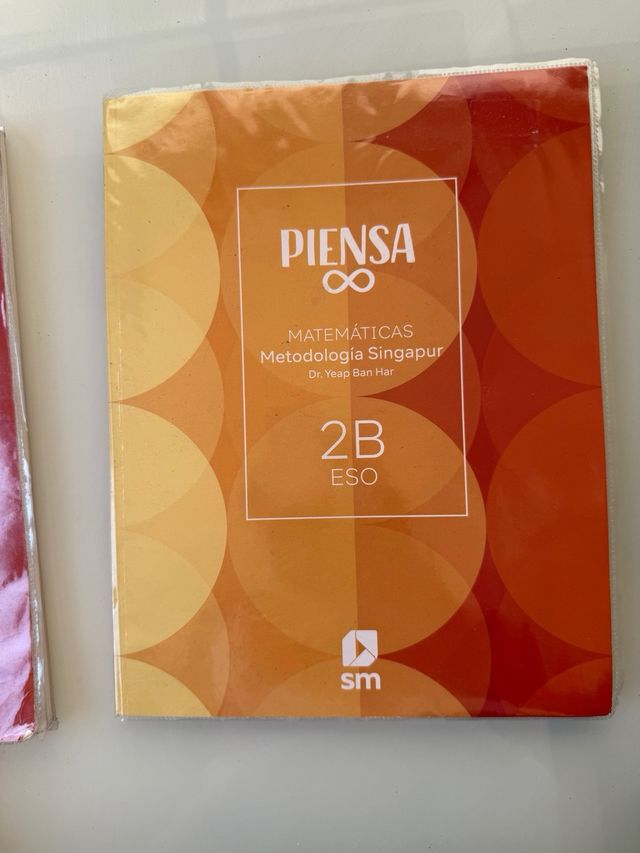 PIENSA
∞
MATEMÁTICAS
Metodología Singapur
Dr. Yeap Ban Har
2B
ESO
sm